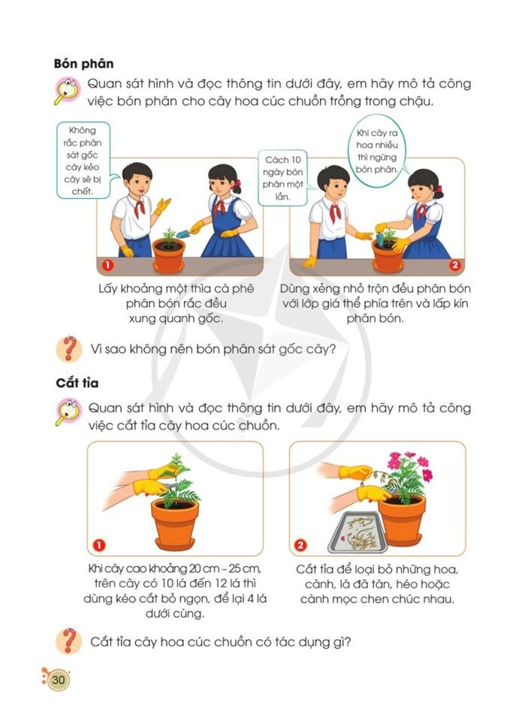 Bón phân
Quan sát hình và đọc thông tin dưới đây, em hãy mô tả công
việc bón phân cho cây hoa cúc chuồn trồng trong chậu.
Không
rắc phân
sát gốc
cây kẻo
cây sẽ bị
chết.
Cách 10
ngày bón
phân một
lần.
Khi cây ra
hoa nhiều
thì ngừng
bón phân.
1
2
Lấy khoảng một thìa cà phê
phân bón rắc đều
xung quanh gốc.
Dùng xẻng nhỏ trộn đều phân bón
với lớp giá thể phía trên và lấp kín
phân bón.
Vì sao không nên bón phân sát gốc cây?
Cắt tỉa
Quan sát hình và đọc thông tin dưới đây, em hãy mô tả công
việc cắt tỉa cây hoa cúc chuồn.
1
2
Khi cây cao khoảng 20 cm – 25 cm,
trên cây có 10 lá đến 12 lá thì
dùng kéo cắt bỏ ngọn, để lại 4 lá
dưới cùng.
Cắt tỉa để loại bỏ những hoa,
cành, lá đã tàn, héo hoặc
cành mọc chen chúc nhau.
Cắt tỉa cây hoa cúc chuồn có tác dụng gì?
30